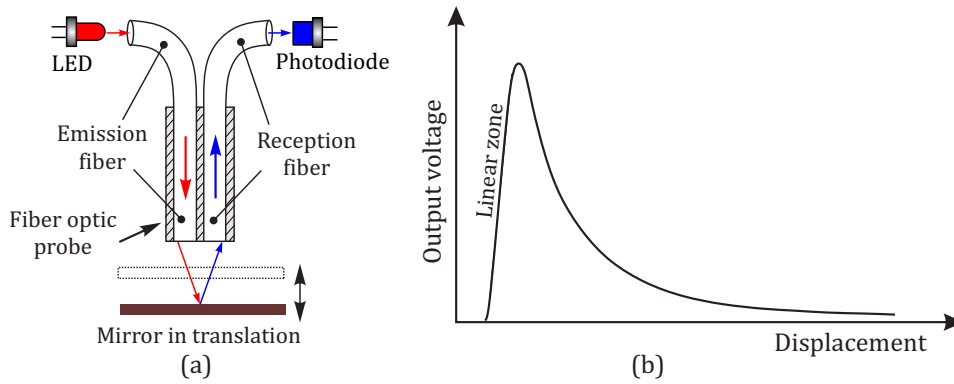 LED
Photodiode
Emission
fiber
Reception
fiber
Fiber optic
probe
Mirror in translation
(a)
Output voltage
Linear zone
Displacement
(b)